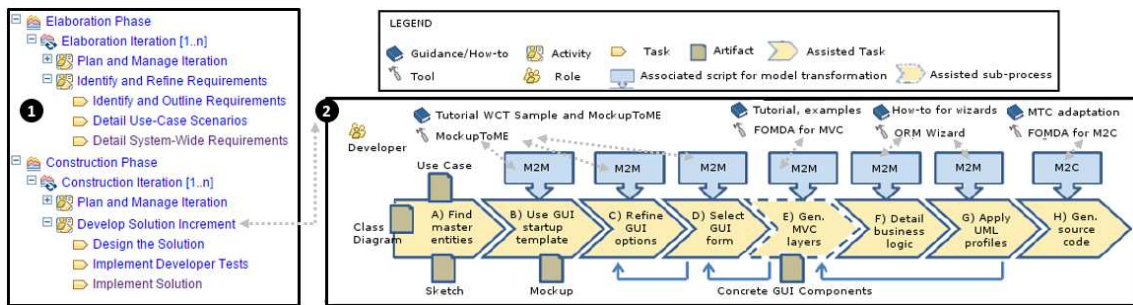 1
Elaboration Phase
Elaboration Iteration [1..n]
Plan and Manage Iteration
Identify and Refine Requirements
Identify and Outline Requirements
Detail Use-Case Scenarios
Detail System-Wide Requirements
Construction Phase
Construction Iteration [1..n]
Plan and Manage Iteration
Develop Solution Increment
Design the Solution
Implement Developer Tests
Implement Solution
LEGEND
Guidance/How-to
Activity
Task
Artifact
Assisted Task
Tool
Role
Associated script for model transformation
Assisted sub-process
2
Developer
Tutorial WCT Sample and MockupToME
MockupToME
Tutorial, examples
FOMDA for MVC
How-to for wizards
ORM Wizard
MTC adaptation
FOMDA for M2C
Use Case
M2M
M2M
M2M
M2M
M2M
M2M
M2C
Class
Diagram
A) Find
master
entities
B) Use GUI
startup
template
C) Refine
GUI
options
D) Select
GUI
form
E) Gen.
MVC
layers
F) Detail
business
logic
G) Apply
UML
profiles
H) Gen.
source
code
Sketch
Mockup
Concrete GUI Components